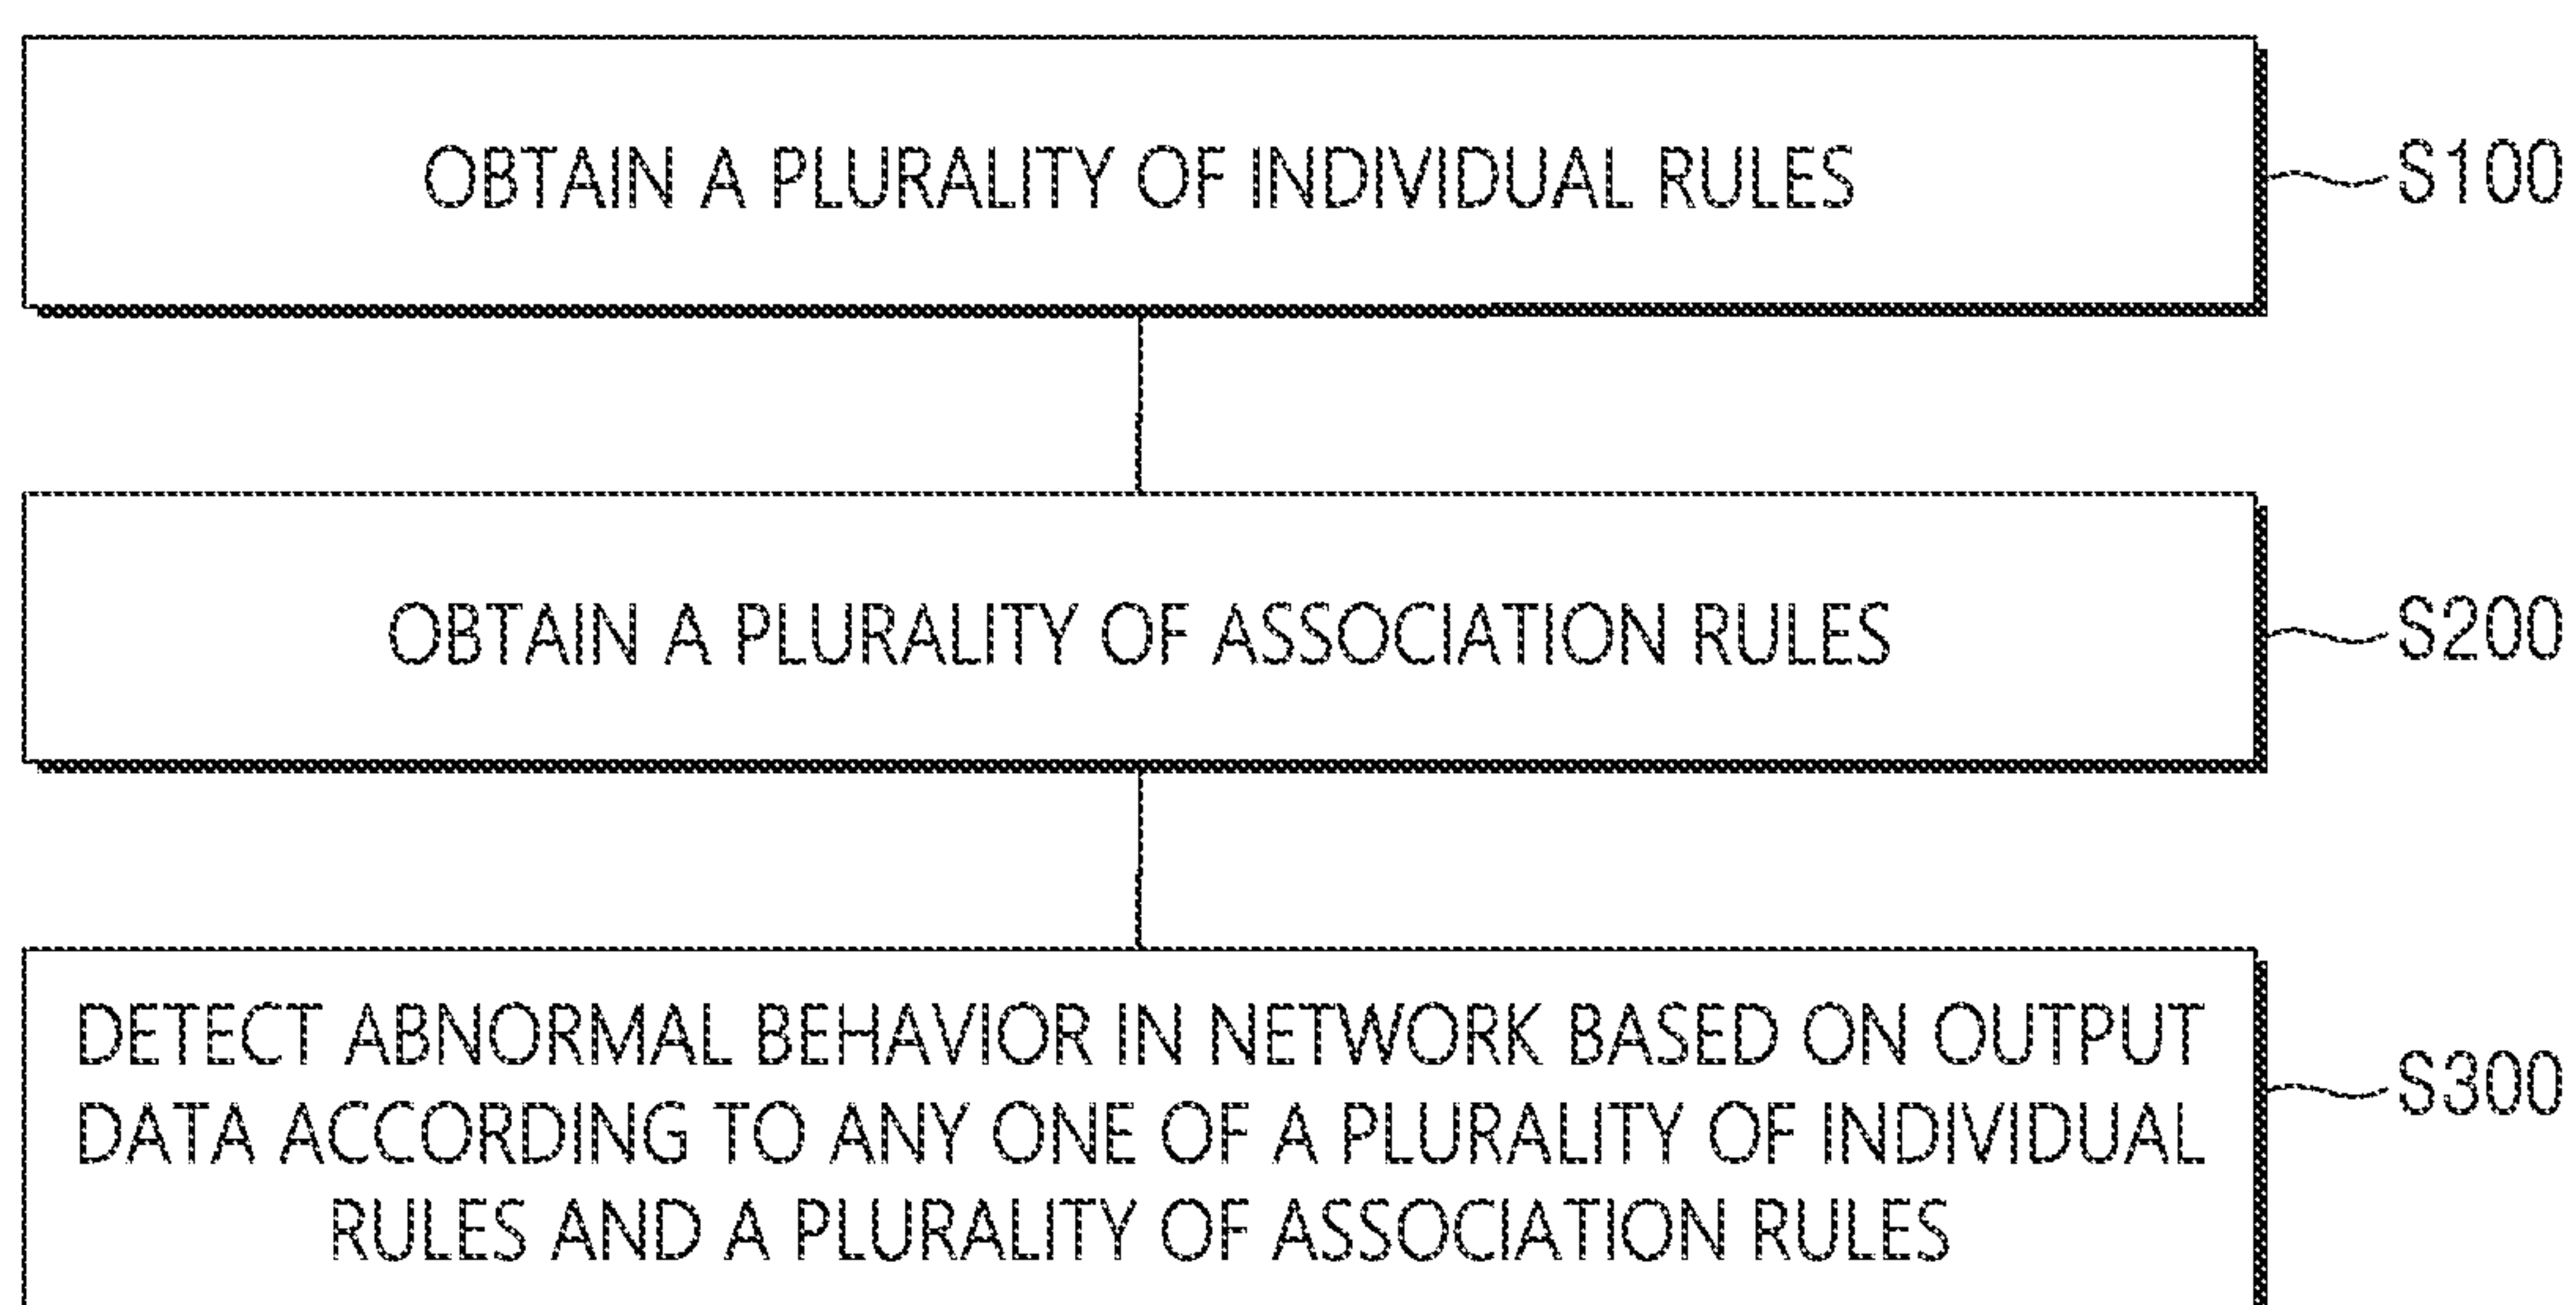 OBTAIN A PLURALITY OF INDIVIDUAL RULES
S100
OBTAIN A PLURALITY OF ASSOCIATION RULES
S200
DETECT ABNORMAL BEHAVIOR IN NETWORK BASED ON OUTPUT
DATA ACCORDING TO ANY ONE OF A PLURALITY OF INDIVIDUAL
RULES AND A PLURALITY OF ASSOCIATION RULES
S300